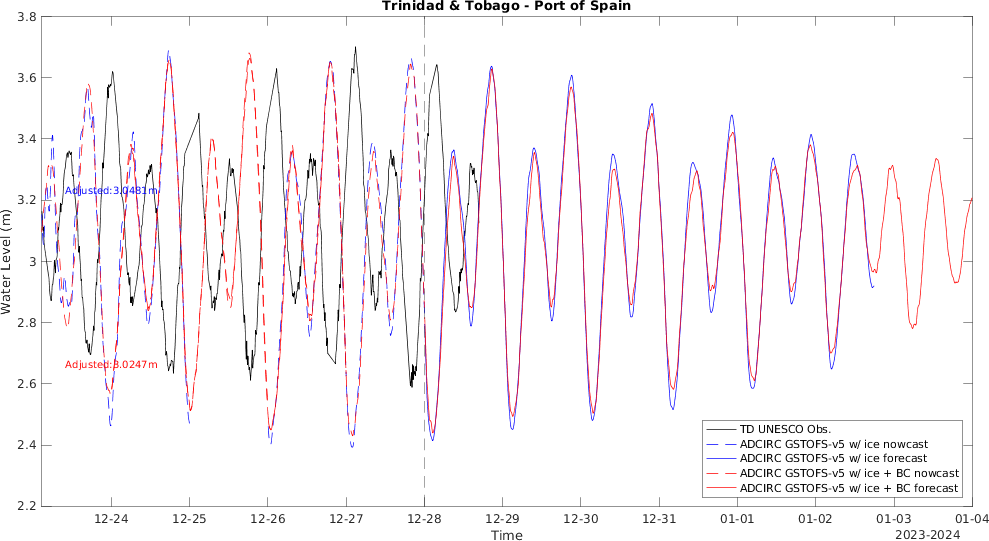 Trinidad & Tobago - Port of Spain
3.8
3.6
3.4
3.2
3
2.8
2.6
2.4
2.2
Water Level (m)
Adjusted:3.0481m
Adjusted:3.0247m
TD UNESCO Obs.
ADCIRC GSTOFS-v5 w/ ice nowcast
ADCIRC GSTOFS-v5 w/ ice forecast
ADCIRC GSTOFS-v5 w/ ice + BC nowcast
ADCIRC GSTOFS-v5 w/ ice + BC forecast
12-24 12-25 12-26 12-27 12-28 12-29 12-30 12-31 01-01 01-02 01-03 01-04
Time
2023-2024